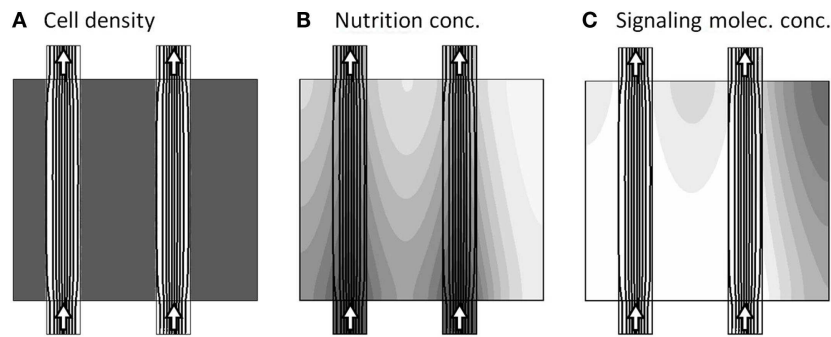 A Cell density
B Nutrition conc.
C Signaling molec. conc.